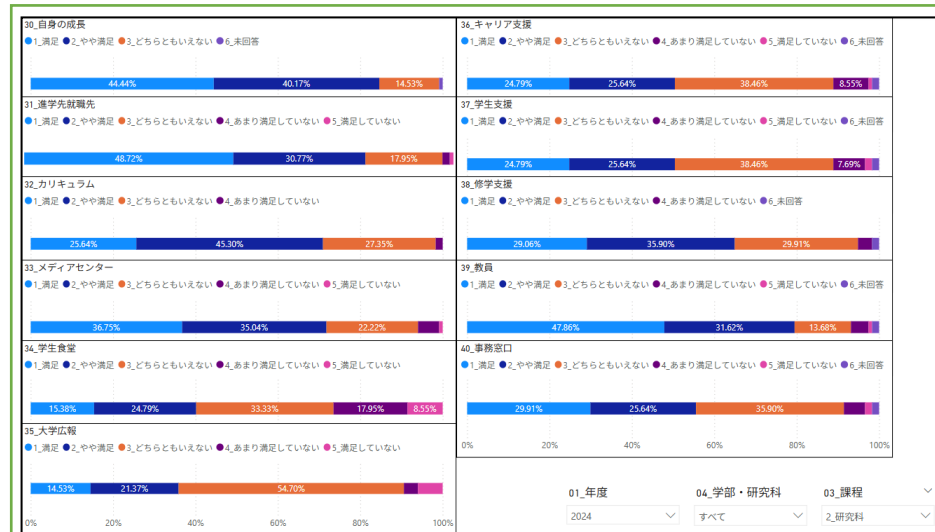 30_自身の成長
●1_満足 ●2_やや満足 ●3_どちらともいえない ●6_未回答
44.44% 40.17% 14.53%
31_進学先就職先
●1_満足 ●2_やや満足 ●3_どちらともいえない ●4_あまり満足していない ●5_満足していない
48.72% 30.77% 17.95%
32_カリキュラム
●1_満足 ●2_やや満足 ●3_どちらともいえない ●4_あまり満足していない
25.64% 45.30% 27.35%
33_メディアセンター
●1_満足 ●2_やや満足 ●3_どちらともいえない ●4_あまり満足していない ●5_満足していない
36.75% 35.04% 22.22%
34_学生食堂
●1_満足 ●2_やや満足 ●3_どちらともいえない ●4_あまり満足していない ●5_満足していない
15.38% 24.79% 33.33% 17.95% 8.55%
35_大学広報
●1_満足 ●2_やや満足 ●3_どちらともいえない ●4_あまり満足していない ●5_満足していない
14.53% 21.37% 54.70%
0% 20% 40% 60% 80% 100%
36_キャリア支援
●1_満足 ●2_やや満足 ●3_どちらともいえない ●4_あまり満足していない ●5_満足していない ●6_未回答
24.79% 25.64% 38.46% 8.55%
37_学生支援
●1_満足 ●2_やや満足 ●3_どちらともいえない ●4_あまり満足していない ●5_満足していない ●6_未回答
24.79% 25.64% 38.46% 7.69%
38_修学支援
●1_満足 ●2_やや満足 ●3_どちらともいえない ●4_あまり満足していない ●6_未回答
29.06% 35.90% 29.91%
39_教員
●1_満足 ●2_やや満足 ●3_どちらともいえない ●4_あまり満足していない ●5_満足していない ●6_未回答
47.86% 31.62% 13.68%
40_事務窓口
●1_満足 ●2_やや満足 ●3_どちらともいえない ●4_あまり満足していない ●5_満足していない ●6_未回答
29.91% 25.64% 35.90%
0% 20% 40% 60% 80% 100%
01_年度 04_学部・研究科 03_課程
2024 すべて 2_研究科